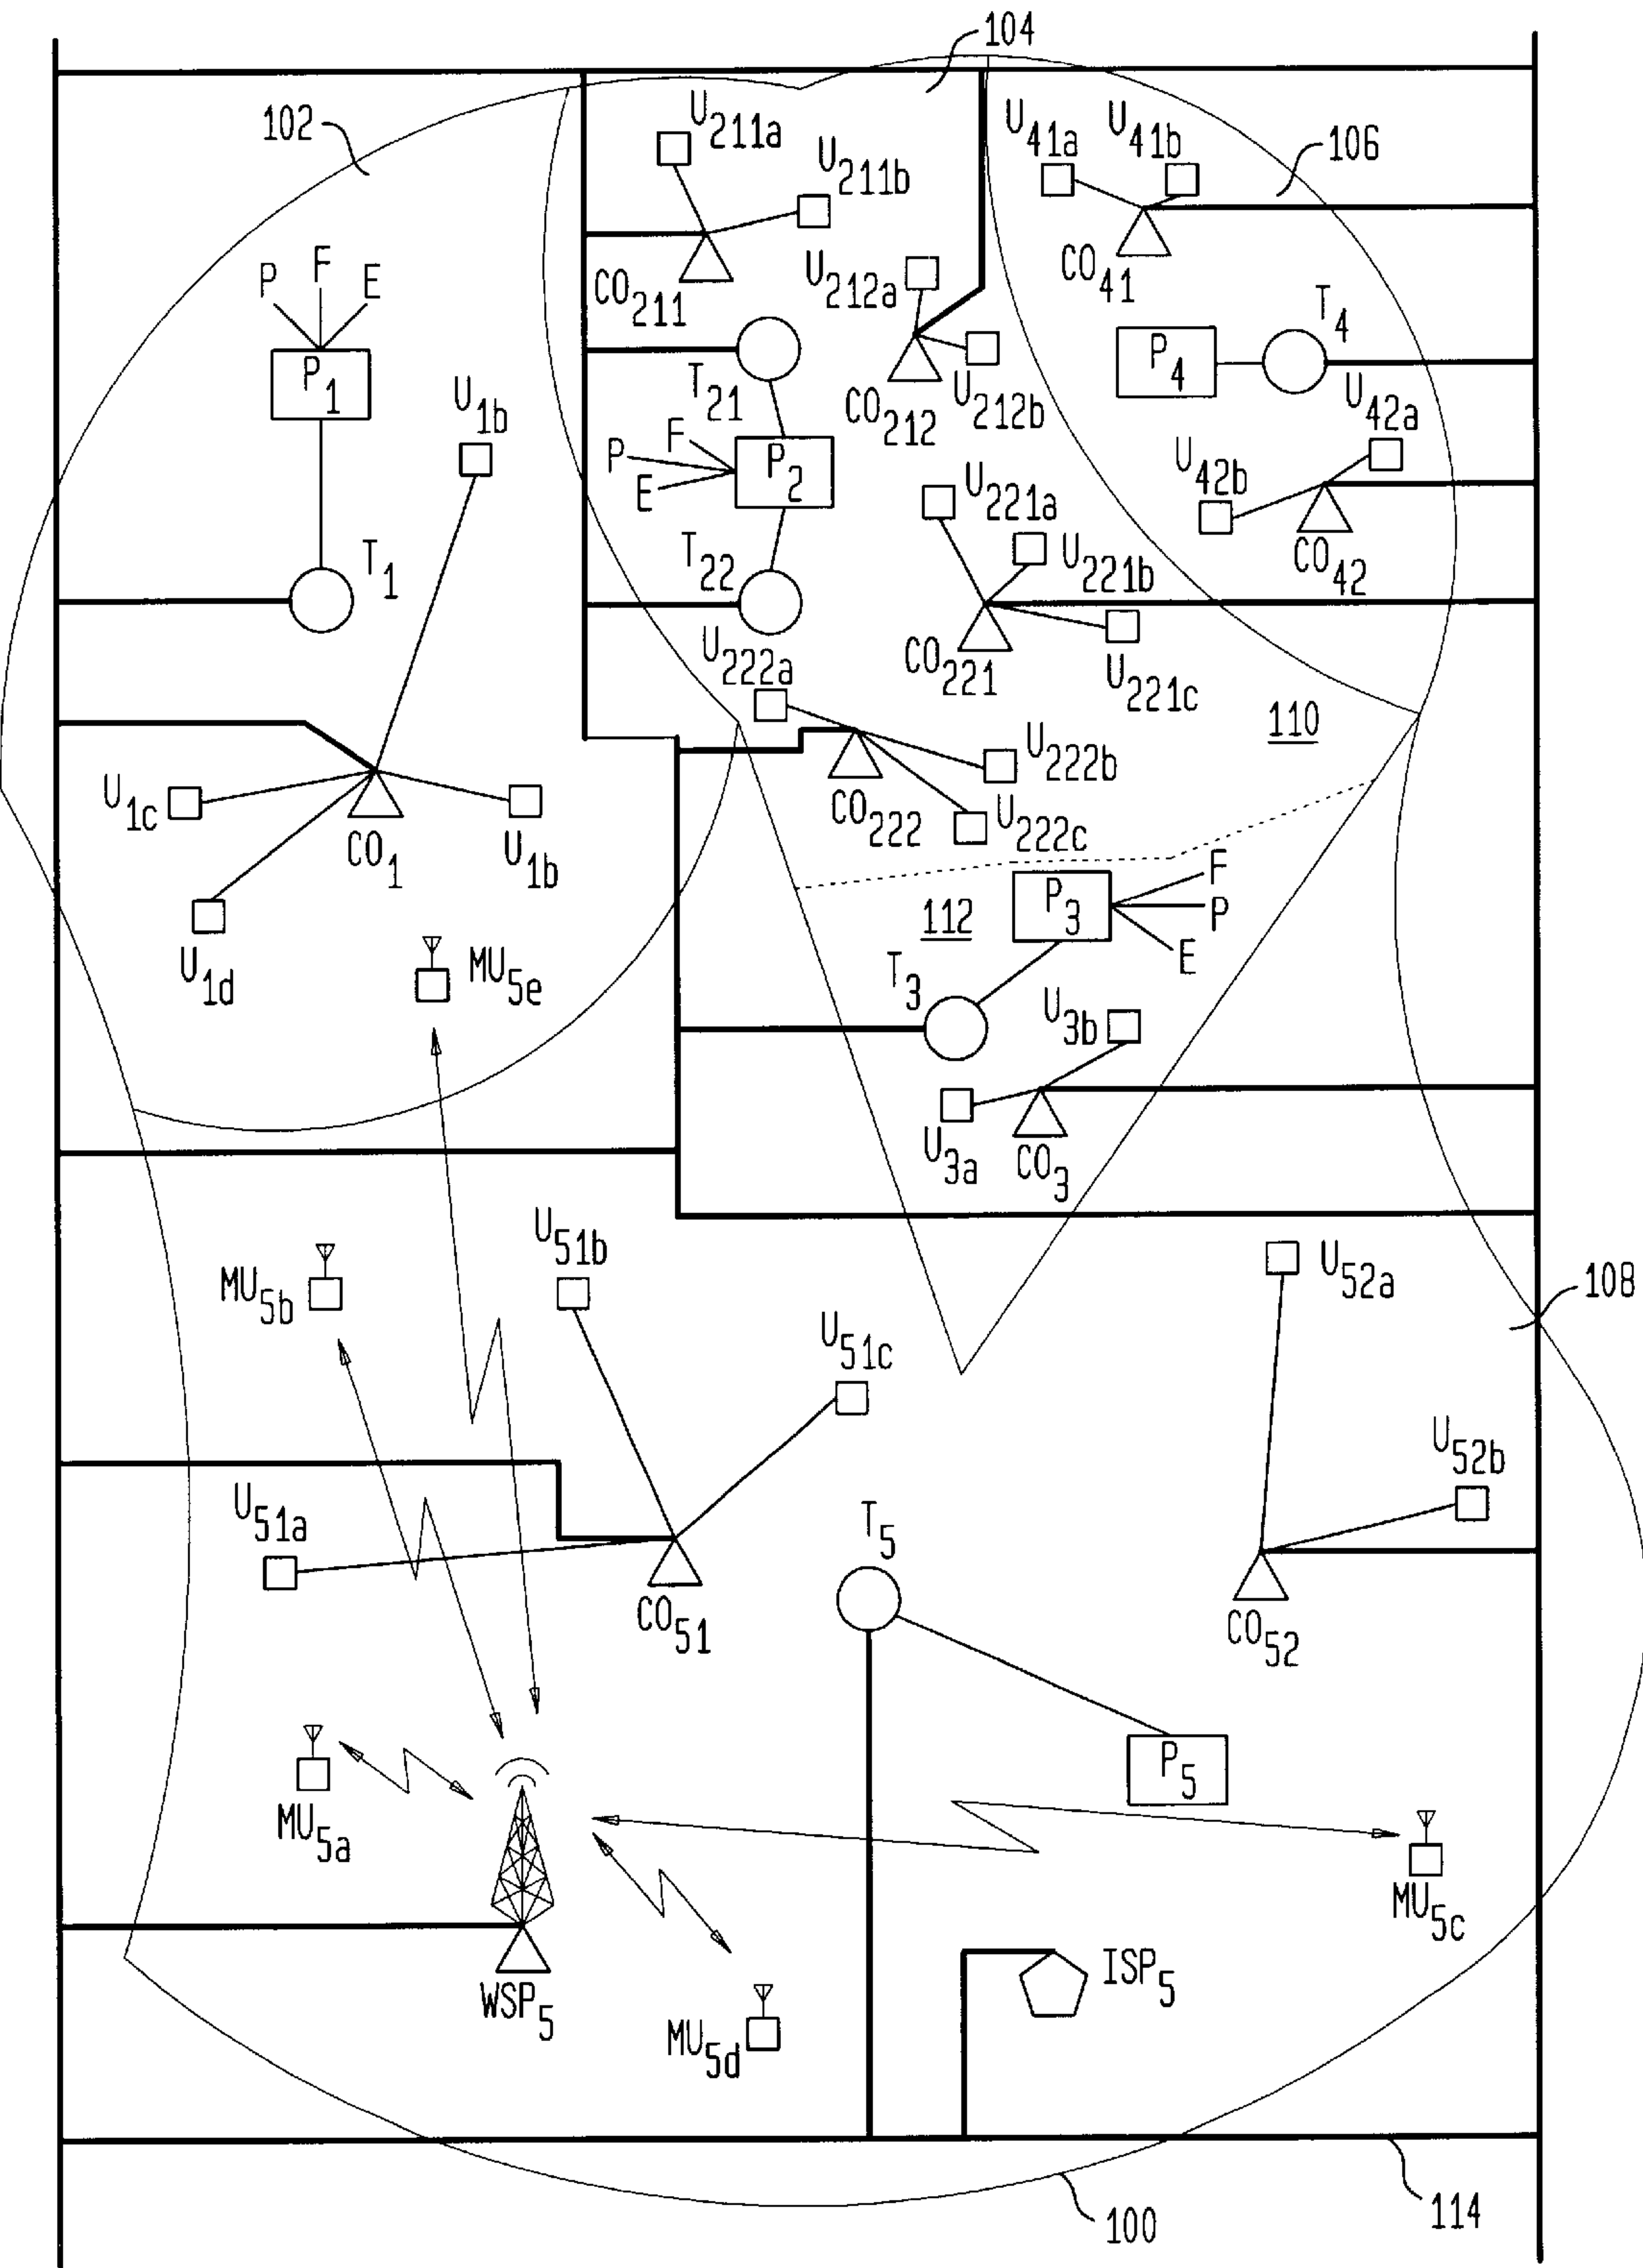 104
102
U211a
U211b
U41a
U41b
106
P
F
E
CO211
U212a
CO41
T4
P1
T21
CO212
U212b
P4
U42a
U1b
P
F
E
P2
U42b
U221a
T1
T22
U221b
CO42
U222a
CO221
U221c
110
U1c
CO1
U1b
CO222
U222b
U222c
112
P3
F
P
E
U1d
MU5e
T3
U3b
U3a
CO3
MU5b
U51b
U52a
108
U51c
U52b
U51a
T5
CO51
CO52
MU5a
P5
MU5c
WSP5
ISP5
MU5d
100
114